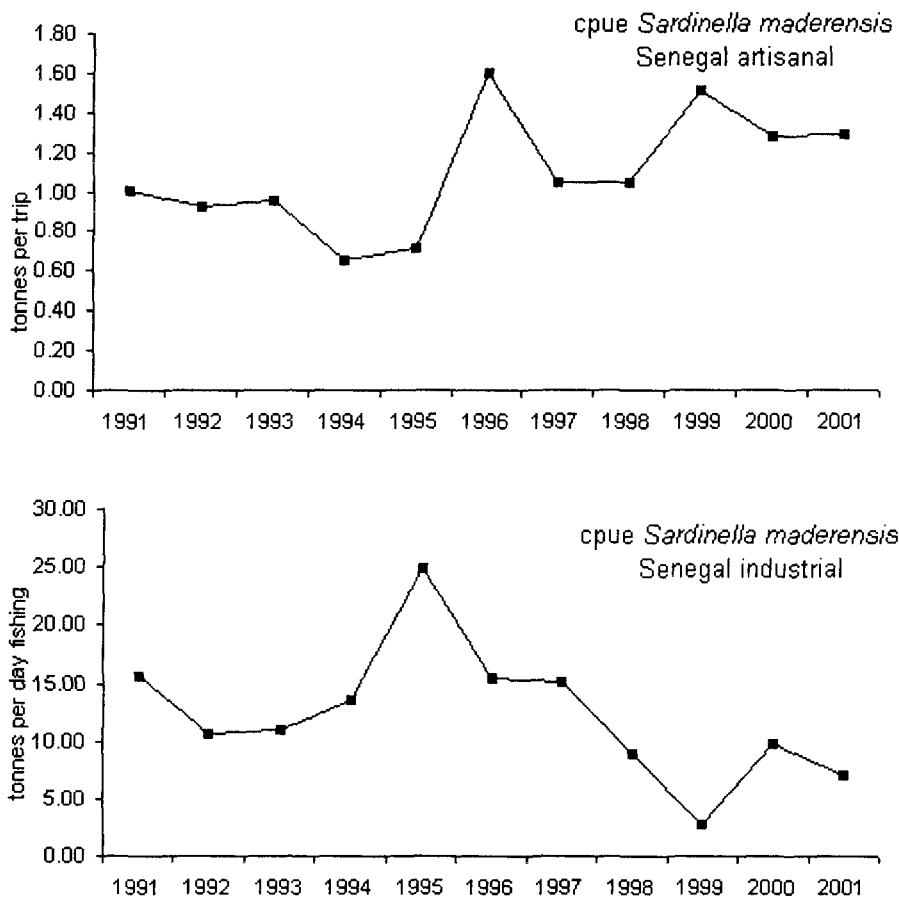 cpue Sardinella maderensis
Senegal artisanal
tonnes per trip
1.80
1.60
1.40
1.20
1.00
0.80
0.60
0.40
0.20
0.00
1991 1992 1993 1994 1995 1996 1997 1998 1999 2000 2001
cpue Sardinella maderensis
Senegal industrial
tonnes per day fishing
30.00
25.00
20.00
15.00
10.00
5.00
0.00
1991 1992 1993 1994 1995 1996 1997 1998 1999 2000 2001